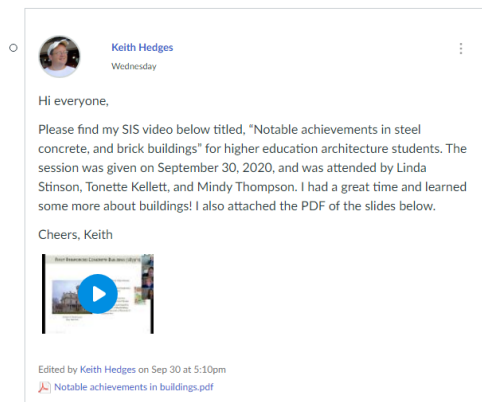 Keith Hedges
Wednesday
Hi everyone,
Please find my SIS video below titled, “Notable achievements in steel
concrete, and brick buildings” for higher education architecture students. The
session was given on September 30, 2020, and was attended by Linda
Stinson, Tonette Kellett, and Mindy Thompson. I had a great time and learned
some more about buildings! I also attached the PDF of the slides below.
Cheers, Keith
Edited by Keith Hedges on Sep 30 at 5:10pm
Notable achievements in buildings.pdf